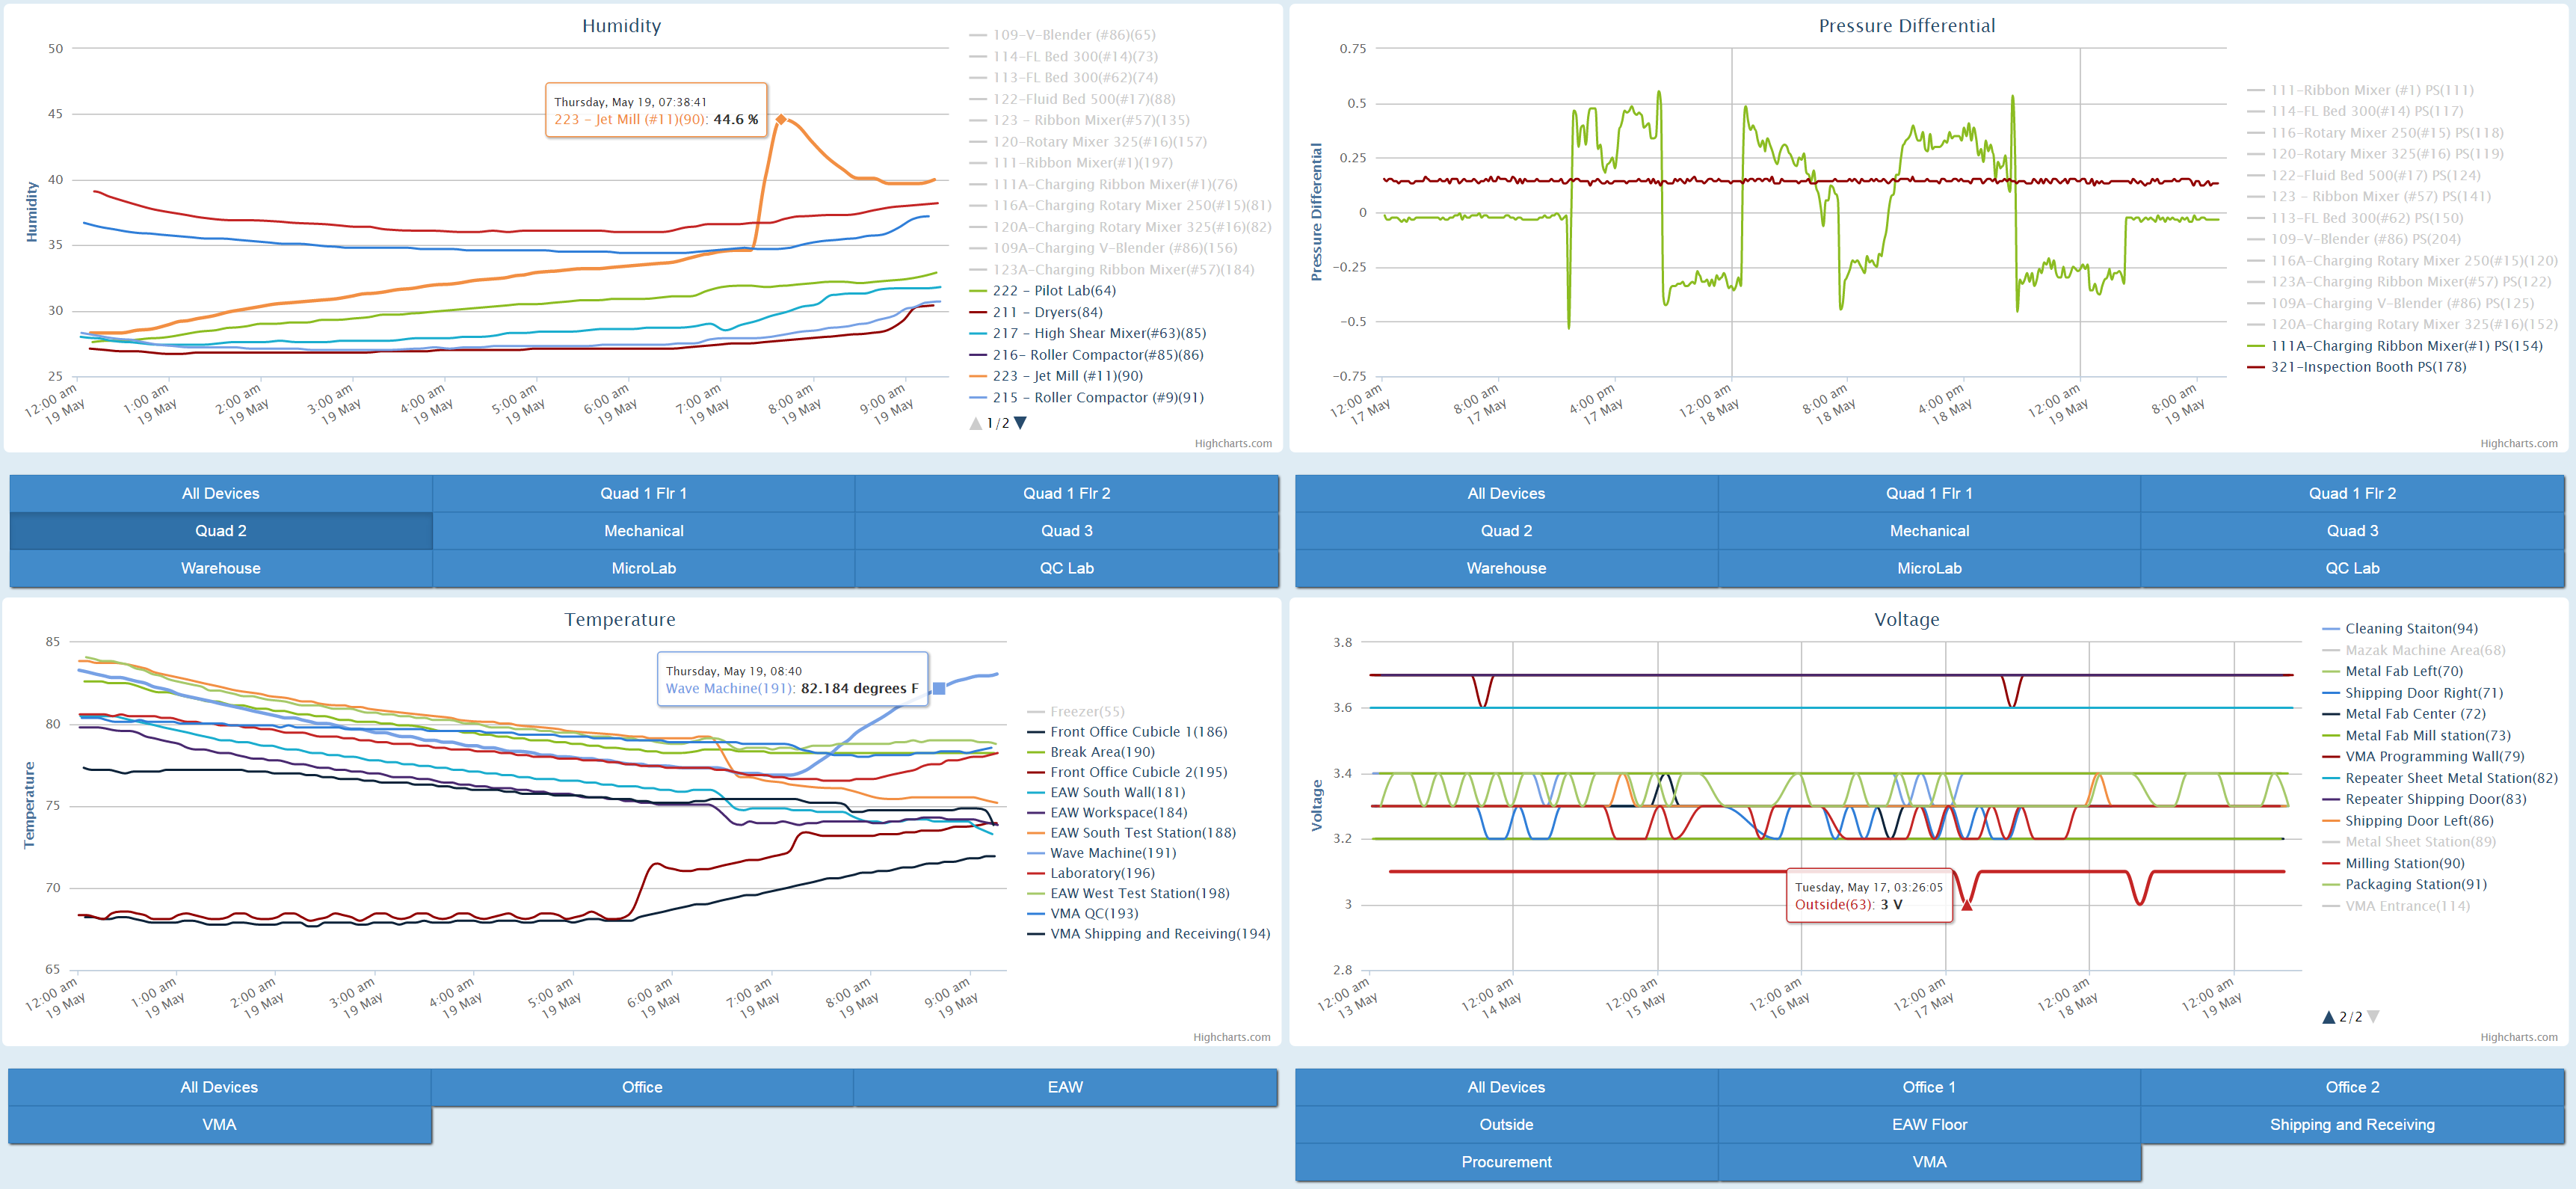 Humidity
Humidity
50
45
40
35
30
25
Thursday, May 19, 07:38:41
223 - Jet Mill (#11)(90): 44.6 %
12:00 am
19 May
1:00 am
19 May
2:00 am
19 May
3:00 am
19 May
4:00 am
19 May
5:00 am
19 May
6:00 am
19 May
7:00 am
19 May
8:00 am
19 May
9:00 am
19 May
109-V-Blender (#86)(65)
114-FL Bed 300(#14)(73)
113-FL Bed 300(#62)(74)
122-Fluid Bed 500(#17)(88)
123 - Ribbon Mixer(#57)(135)
120-Rotary Mixer 325(#16)(157)
111-Ribbon Mixer(#1)(197)
111A-Charging Ribbon Mixer(#1)(76)
116A-Charging Rotary Mixer 250(#15)(81)
120A-Charging Rotary Mixer 325(#16)(82)
109A-Charging V-Blender (#86)(156)
123A-Charging Ribbon Mixer(#57)(184)
222 - Pilot Lab(64)
211 - Dryers(84)
217 - High Shear Mixer(#63)(85)
216- Roller Compactor(#85)(86)
223 - Jet Mill (#11)(90)
215 - Roller Compactor (#9)(91)
1/2
Highcharts.com
Pressure Differential
Pressure Differential
0.75
0.5
0.25
0
-0.25
-0.5
-0.75
12:00 am
17 May
8:00 am
17 May
4:00 pm
17 May
12:00 am
18 May
8:00 am
18 May
4:00 pm
18 May
12:00 am
19 May
8:00 am
19 May
111-Ribbon Mixer (#1) PS(111)
114-FL Bed 300(#14) PS(117)
116-Rotary Mixer 250(#15) PS(118)
120-Rotary Mixer 325(#16) PS(119)
122-Fluid Bed 500(#17) PS(124)
123 - Ribbon Mixer (#57) PS(141)
113-FL Bed 300(#62) PS(150)
109-V-Blender (#86) PS(204)
116A-Charging Rotary Mixer 250(#15)(120)
123A-Charging Ribbon Mixer(#57) PS(122)
109A-Charging V-Blender (#86) PS(125)
120A-Charging Rotary Mixer 325(#16)(152)
111A-Charging Ribbon Mixer(#1) PS(154)
321-Inspection Booth PS(178)
Highcharts.com
All Devices
Quad 1 Flr 1
Quad 1 Flr 2
Quad 2
Mechanical
Quad 3
Warehouse
MicroLab
QC Lab
All Devices
Quad 1 Flr 1
Quad 1 Flr 2
Quad 2
Mechanical
Quad 3
Warehouse
MicroLab
QC Lab
Temperature
Temperature
85
80
75
70
65
Thursday, May 19, 08:40
Wave Machine(191): 82.184 degrees F
12:00 am
19 May
1:00 am
19 May
2:00 am
19 May
3:00 am
19 May
4:00 am
19 May
5:00 am
19 May
6:00 am
19 May
7:00 am
19 May
8:00 am
19 May
9:00 am
19 May
Freezer(55)
Front Office Cubicle 1(186)
Break Area(190)
Front Office Cubicle 2(195)
EAW South Wall(181)
EAW Workspace(184)
EAW South Test Station(188)
Wave Machine(191)
Laboratory(196)
EAW West Test Station(198)
VMA QC(193)
VMA Shipping and Receiving(194)
Highcharts.com
Voltage
Voltage
3.8
3.6
3.4
3.2
3
2.8
Tuesday, May 17, 03:26:05
Outside(63): 3 V
12:00 am
13 May
12:00 am
14 May
12:00 am
15 May
12:00 am
16 May
12:00 am
17 May
12:00 am
18 May
12:00 am
19 May
Cleaning Staiton(94)
Mazak Machine Area(68)
Metal Fab Left(70)
Shipping Door Right(71)
Metal Fab Center (72)
Metal Fab Mill station(73)
VMA Programming Wall(79)
Repeater Sheet Metal Station(82)
Repeater Shipping Door(83)
Shipping Door Left(86)
Metal Sheet Station(89)
Milling Station(90)
Packaging Station(91)
VMA Entrance(114)
2/2
Highcharts.com
All Devices
Office
EAW
VMA
All Devices
Office 1
Office 2
Outside
EAW Floor
Shipping and Receiving
Procurement
VMA